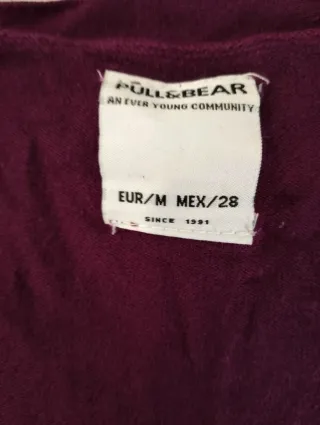 PULL&BEAR
AN EVER YOUNG COMMUNITY
EUR/M MEX/28
SINCE 1991